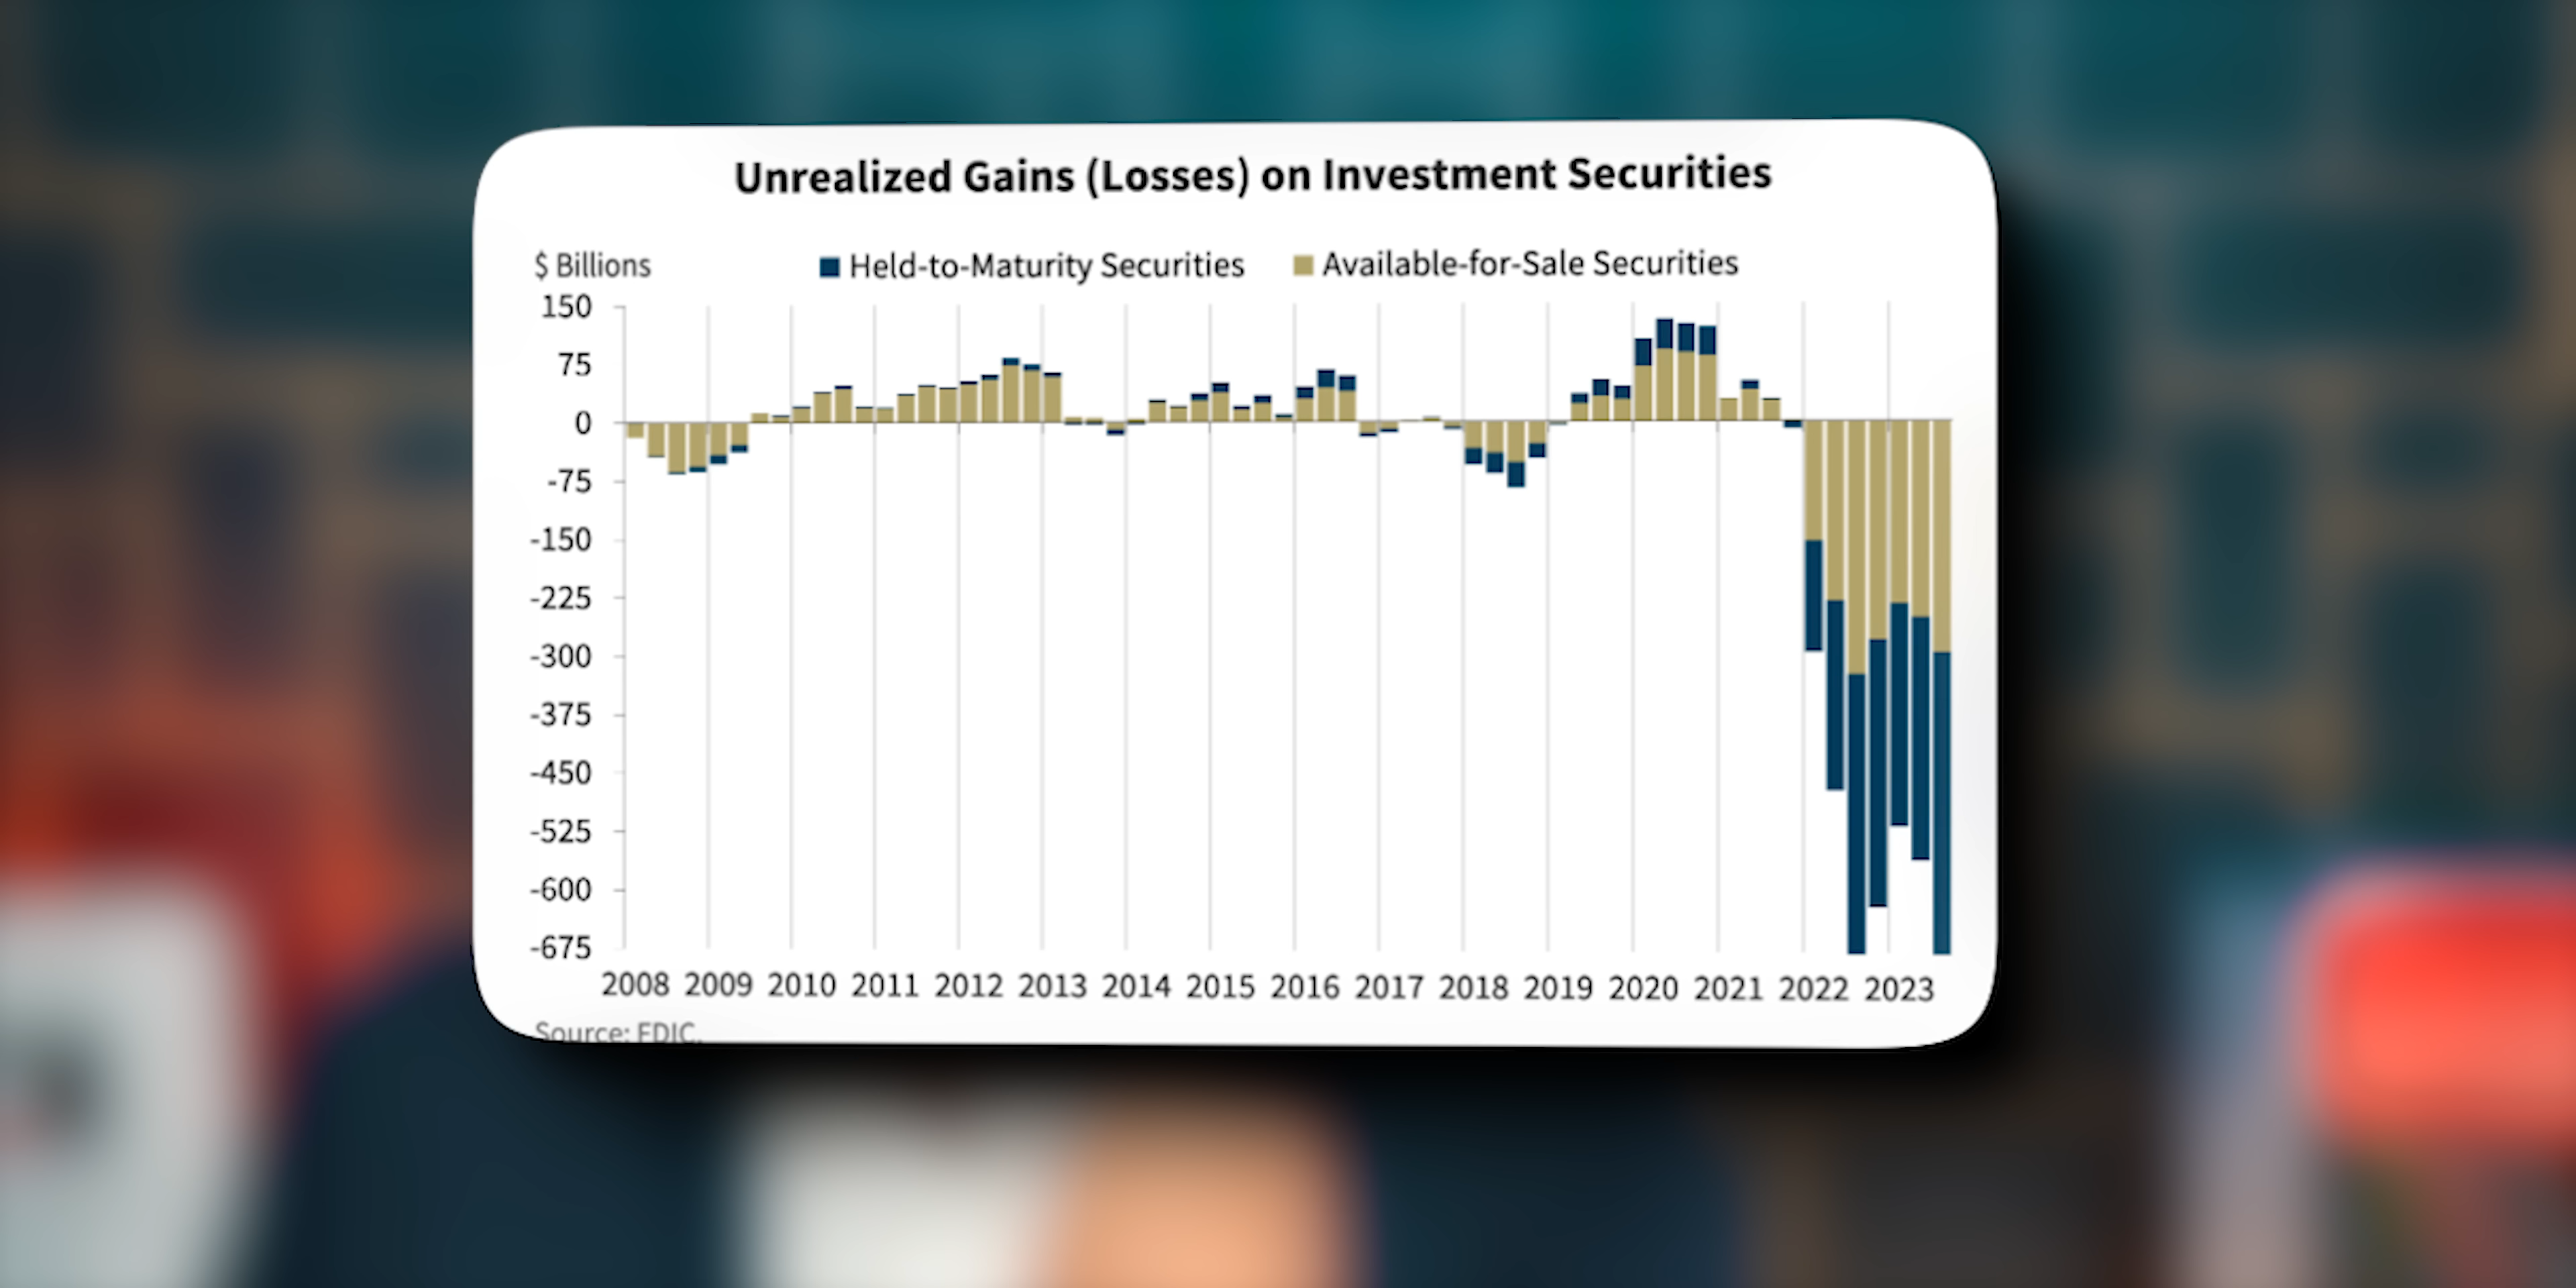 Unrealized Gains (Losses) on Investment Securities
$ Billions
Held-to-Maturity Securities
Available-for-Sale Securities
150
75
0
-75
-150
-225
-300
-375
-450
-525
-600
-675
2008 2009 2010 2011 2012 2013 2014 2015 2016 2017 2018 2019 2020 2021 2022 2023
Source: FDIC.